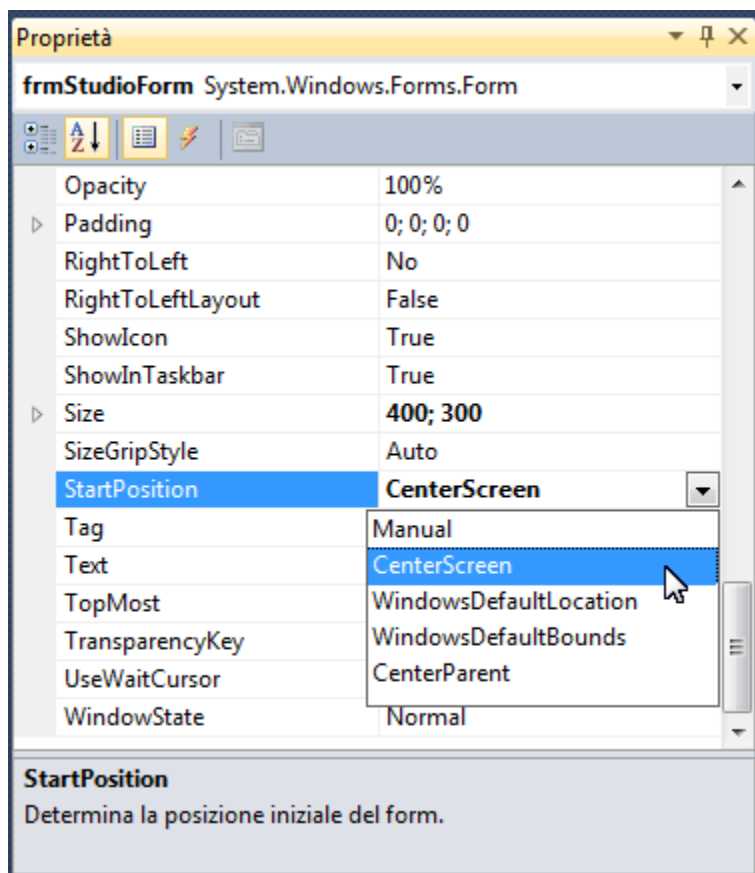 Proprietà
frmStudioForm System.Windows.Forms.Form
Opacity 100%
Padding 0; 0; 0; 0
RightToLeft No
RightToLeftLayout False
ShowIcon True
ShowInTaskbar True
Size 400; 300
SizeGripStyle Auto
StartPosition CenterScreen
Tag
Manual
Text
CenterScreen
TopMost
WindowsDefaultLocation
TransparencyKey
WindowsDefaultBounds
UseWaitCursor
CenterParent
WindowState Normal
StartPosition
Determina la posizione iniziale del form.